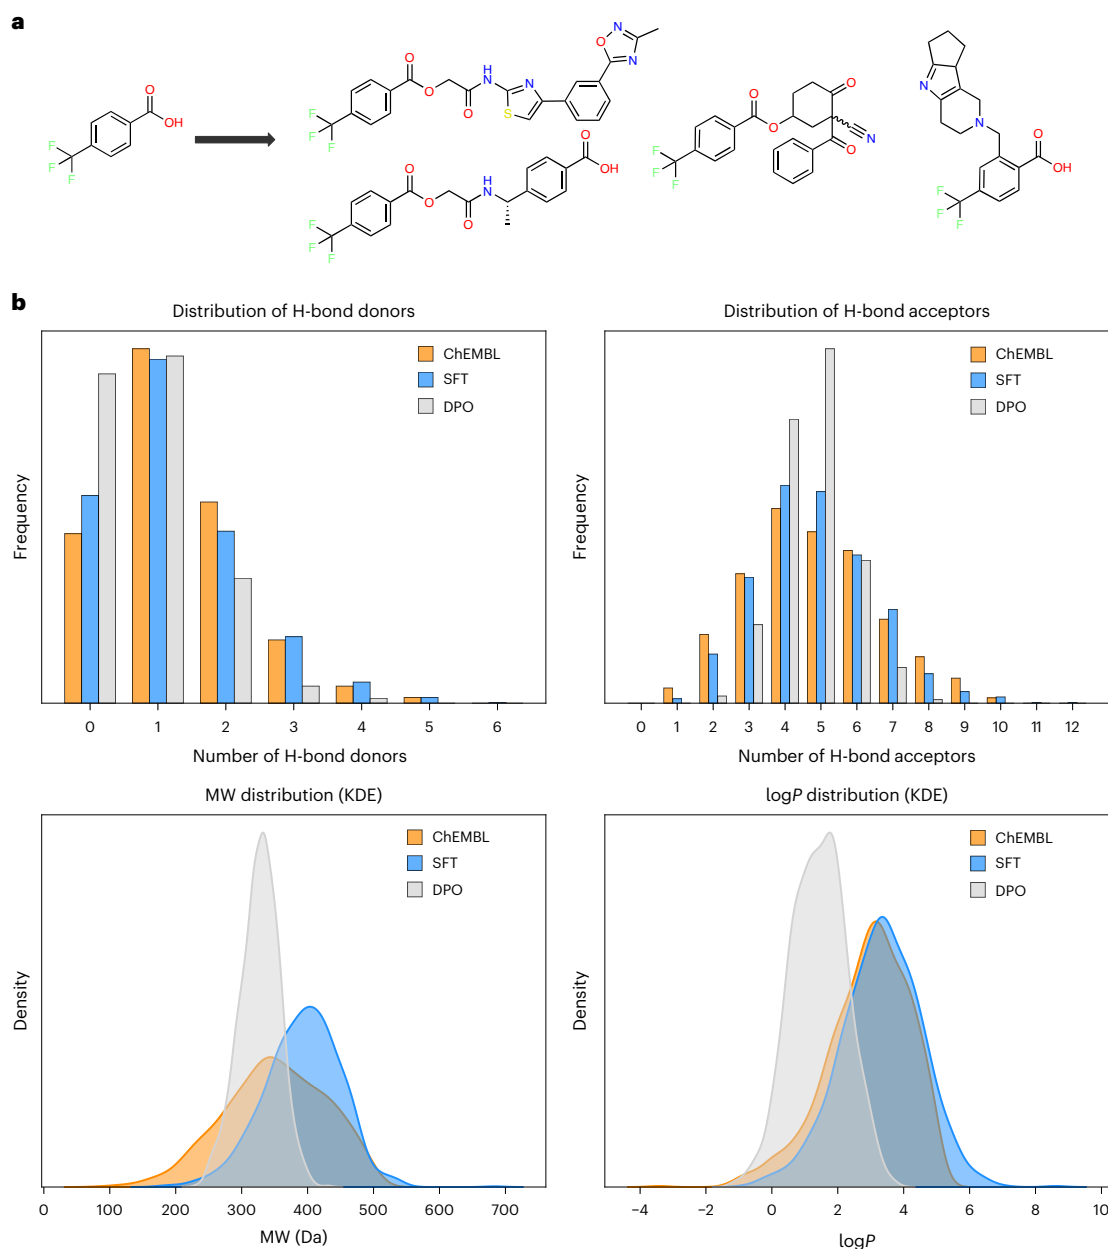 a
O
OH
F
F
F
O
O
O
H
N
N
S
O
N
N
F
F
F
O
O
O
H
N
O
OH
F
F
F
O
O
O
N
O
F
F
F
N
N
O
OH
F
F
F
b
Distribution of H-bond donors
ChEMBL
SFT
DPO
Frequency
0 1 2 3 4 5 6
Number of H-bond donors
Distribution of H-bond acceptors
ChEMBL
SFT
DPO
Frequency
0 1 2 3 4 5 6 7 8 9 10 11 12
Number of H-bond acceptors
MW distribution (KDE)
ChEMBL
SFT
DPO
Density
0 100 200 300 400 500 600 700
MW (Da)
logP distribution (KDE)
ChEMBL
SFT
DPO
Density
−4 −2 0 2 4 6 8 10
logP